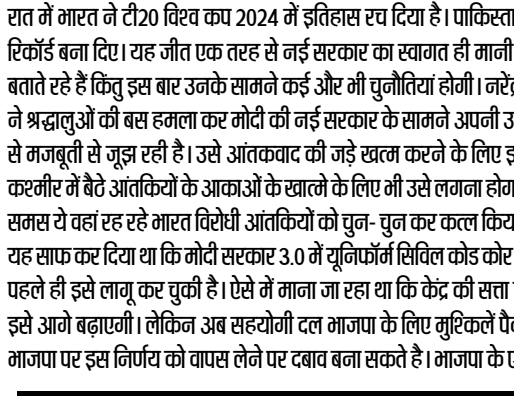 रात में भारत ने टी20 विश्व कप 2024 में इतिहास रच दिया है। पाकिस्ता
रिकॉर्ड बना दिए। यह जीत एक तरह से नई सरकार का स्वागत ही मानी
बताते रहे हैं किंतु इस बार उनके सामने कई और भी चुनौतियां होगी। नरेंद्र
ने श्रद्धालुओं की बस हमला कर मोदी की नई सरकार के सामने अपनी उ
से मजबूती से जूझ रही है। उसे आंतकवाद की जड़े खत्म करने के लिए इ
कश्मीर में बैठे आतंकियों के आकाओं के खात्मे के लिए भी उसे लगना होग
समस ये वहां रह रहे भारत विरोधी आतंकियों को चुन- चुन कर कत्ल किय
यह साफ कर दिया था कि मोदी सरकार 3.0 में यूनिफॉर्म सिविल कोड कोर
पहले ही इसे लागू कर चुकी है। ऐसे में माना जा रहा था कि केंद्र की सत्ता
इसे आगे बढ़ाएगी। लेकिन अब सहयोगी दल भाजपा के लिए मुश्किलें पै
भाजपा पर इस निर्णय को वापस लेने पर दबाव बना सकते है। भाजपा के ए